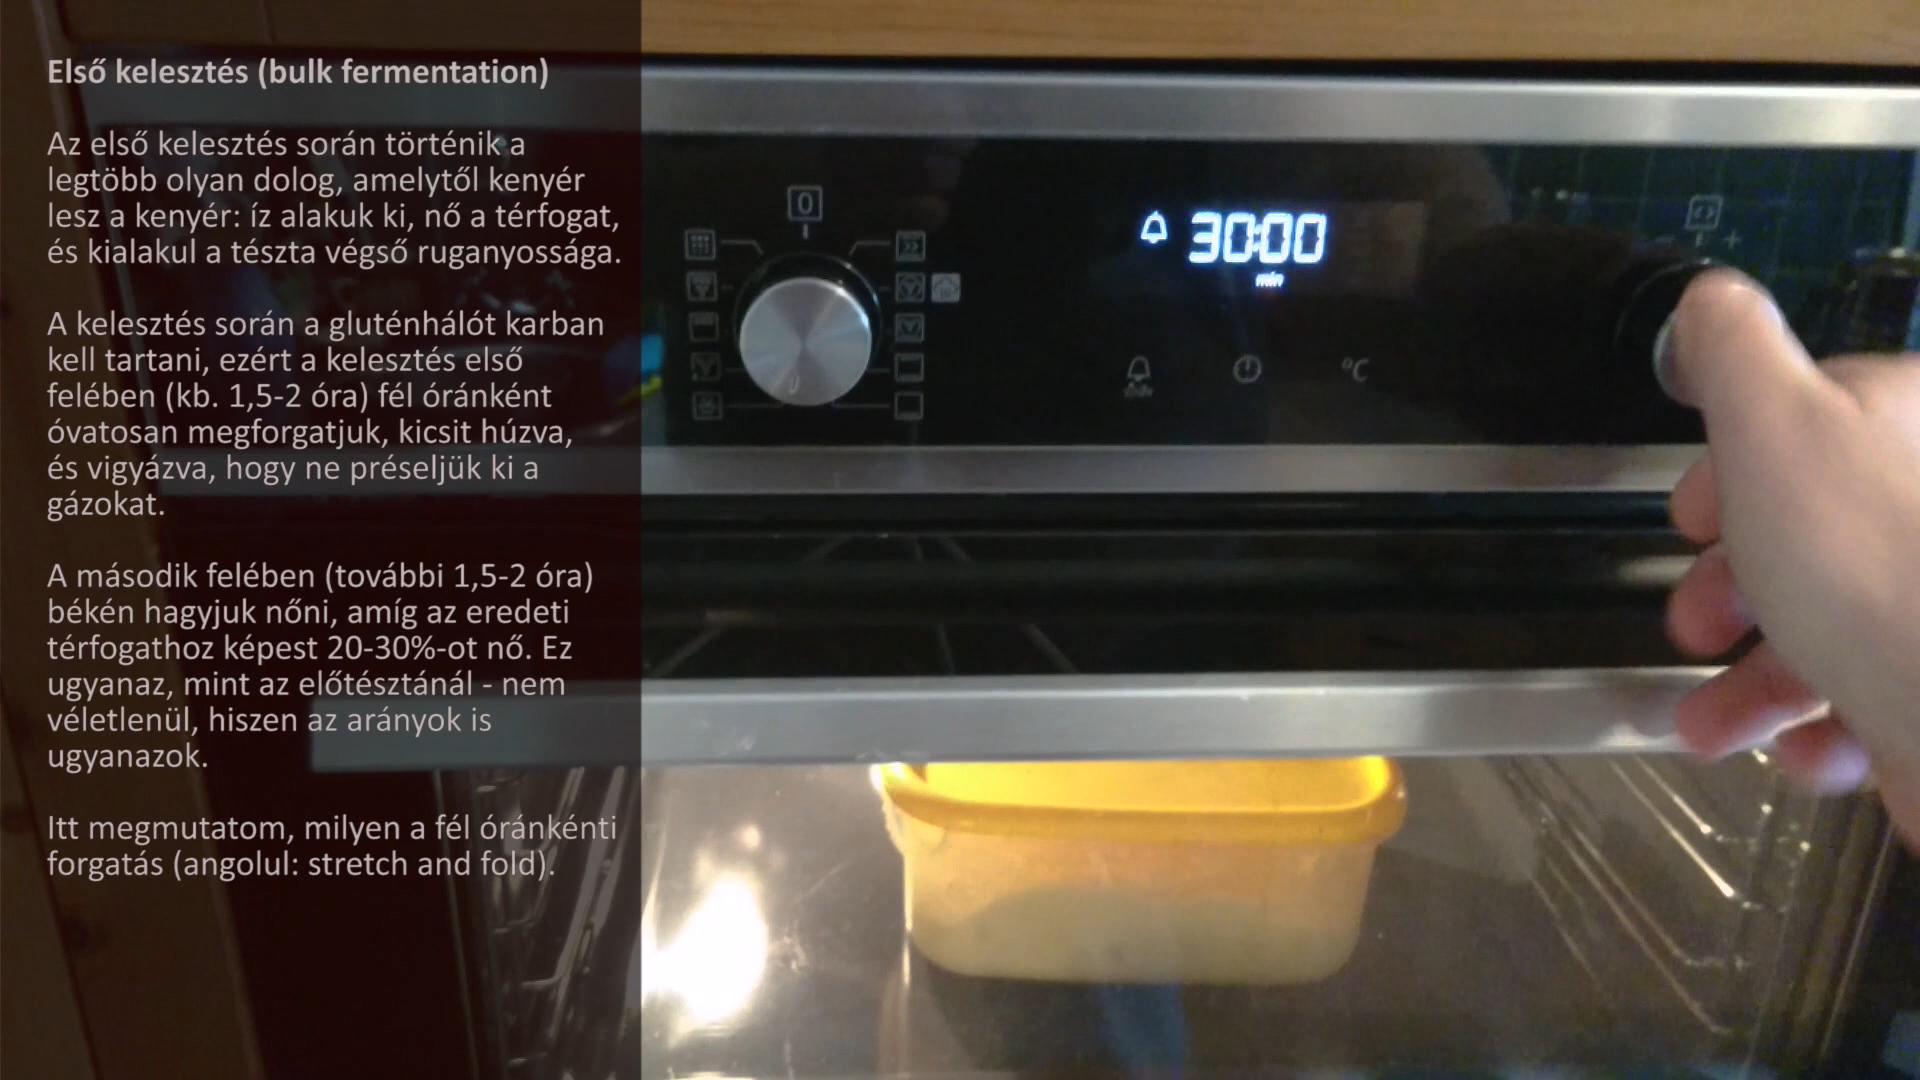 Első kelesztés (bulk fermentation)
Az első kelesztés során történik a
legtöbb olyan dolog, amelytől kenyér
lesz a kenyér: íz alakuk ki, nő a térfogat,
és kialakul a tészta végső ruganyossága.
A kelesztés során a gluténhálót karban
kell tartani, ezért a kelesztés első
felében (kb. 1,5-2 óra) fél óránként
óvatosan megforgatjuk, kicsit húzva,
és vigyázva, hogy ne préseljük ki a
gázokat.
A második felében (további 1,5-2 óra)
békén hagyjuk nőni, amíg az eredeti
térfogathoz képest 20-30%-ot nő. Ez
ugyanaz, mint az előtésztánál - nem
véletlenül, hiszen az arányok is
ugyanazok.
Itt megmutatom, milyen a fél óránkénti
forgatás (angolul: stretch and fold).
0
30:00
min
°C